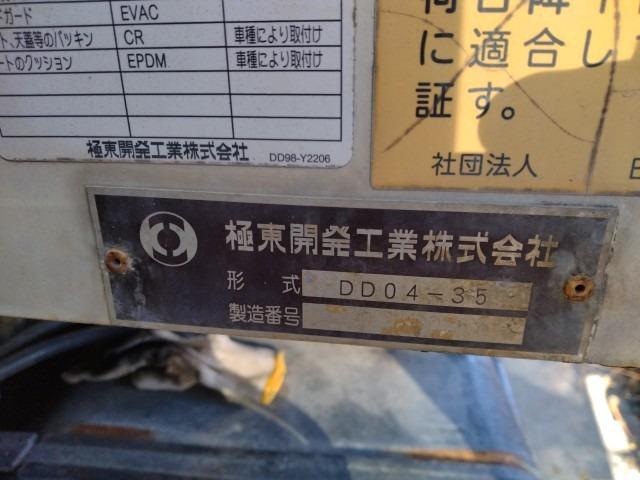 ドガード EVAC
ト、天蓋等のパッキン CR 車種により取付け
ートのクッション EPDM 車種により取付け
極東開発工業株式会社 DD98-Y2206
に適合し
証す。
社団法人
極東開発工業株式会社
形式 DD04-35
製造番号